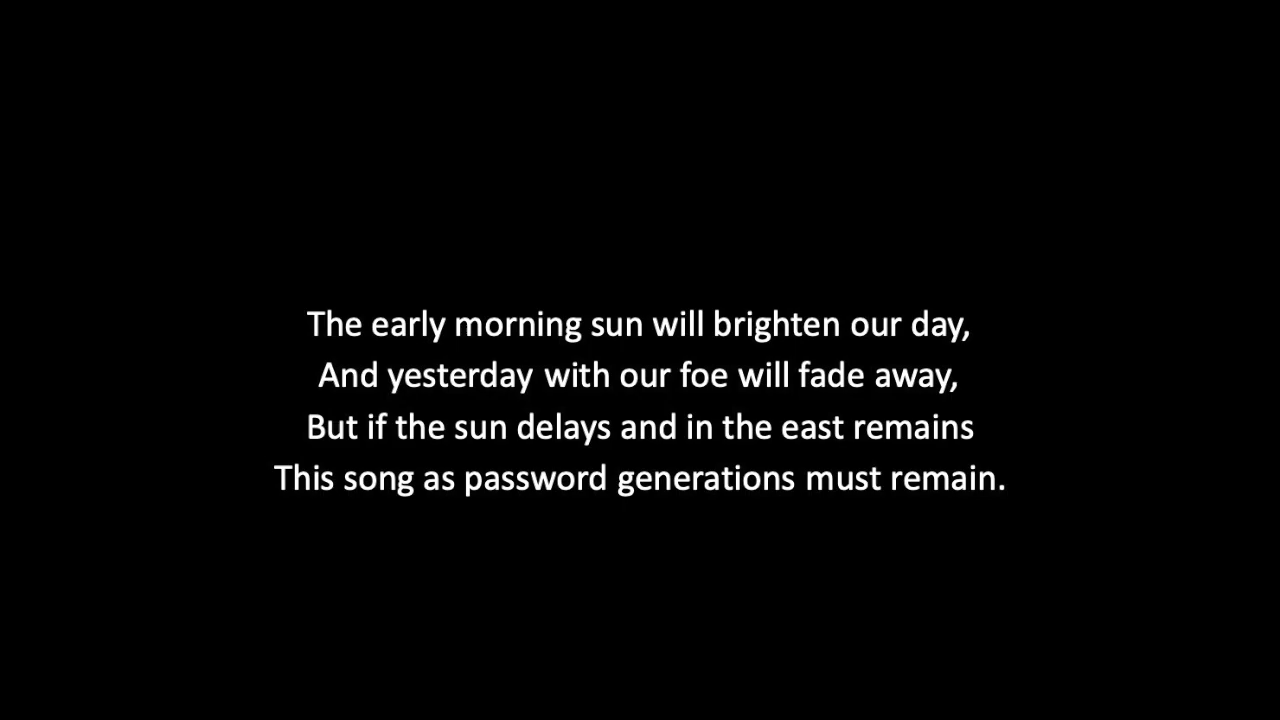 The early morning sun will brighten our day,
And yesterday with our foe will fade away,
But if the sun delays and in the east remains
This song as password generations must remain.